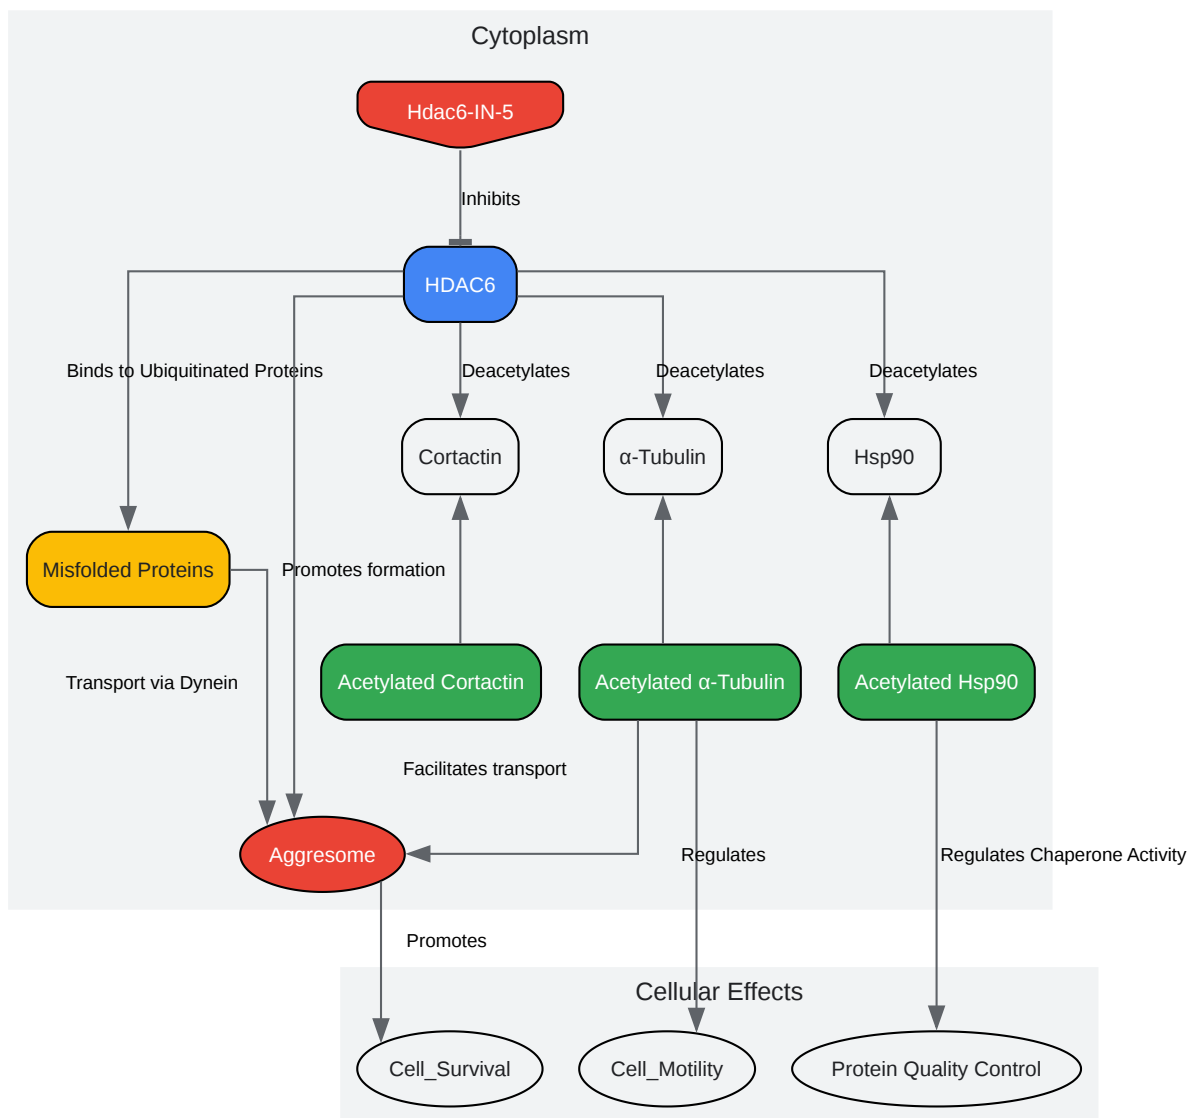 Cytoplasm
Hdac6-IN-5
Inhibits
HDAC6
Binds to Ubiquitinated Proteins
Deacetylates
Deacetylates
Deacetylates
Cortactin
α-Tubulin
Hsp90
Misfolded Proteins
Promotes formation
Transport via Dynein
Acetylated Cortactin
Acetylated α-Tubulin
Acetylated Hsp90
Facilitates transport
Aggresome
Regulates
Regulates Chaperone Activity
Promotes
Cellular Effects
Cell_Survival
Cell_Motility
Protein Quality Control